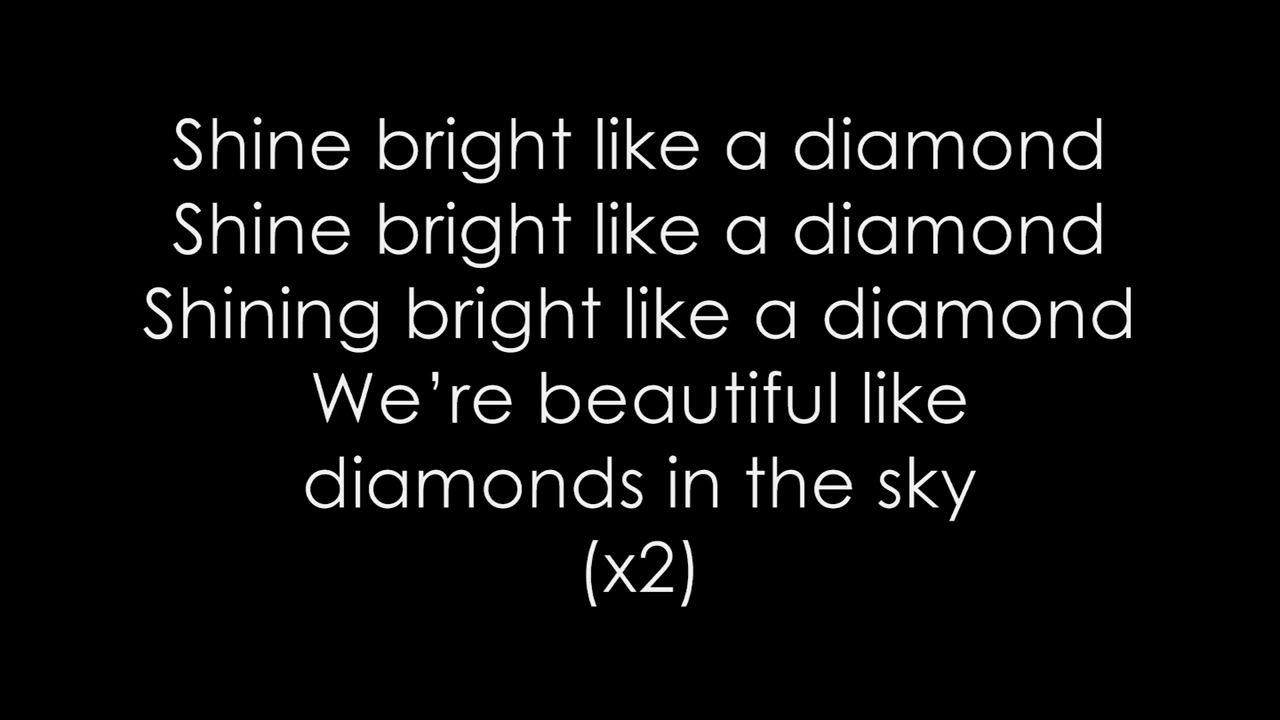 Shine bright like a diamond
Shine bright like a diamond
Shining bright like a diamond
We’re beautiful like
diamonds in the sky
(x2)